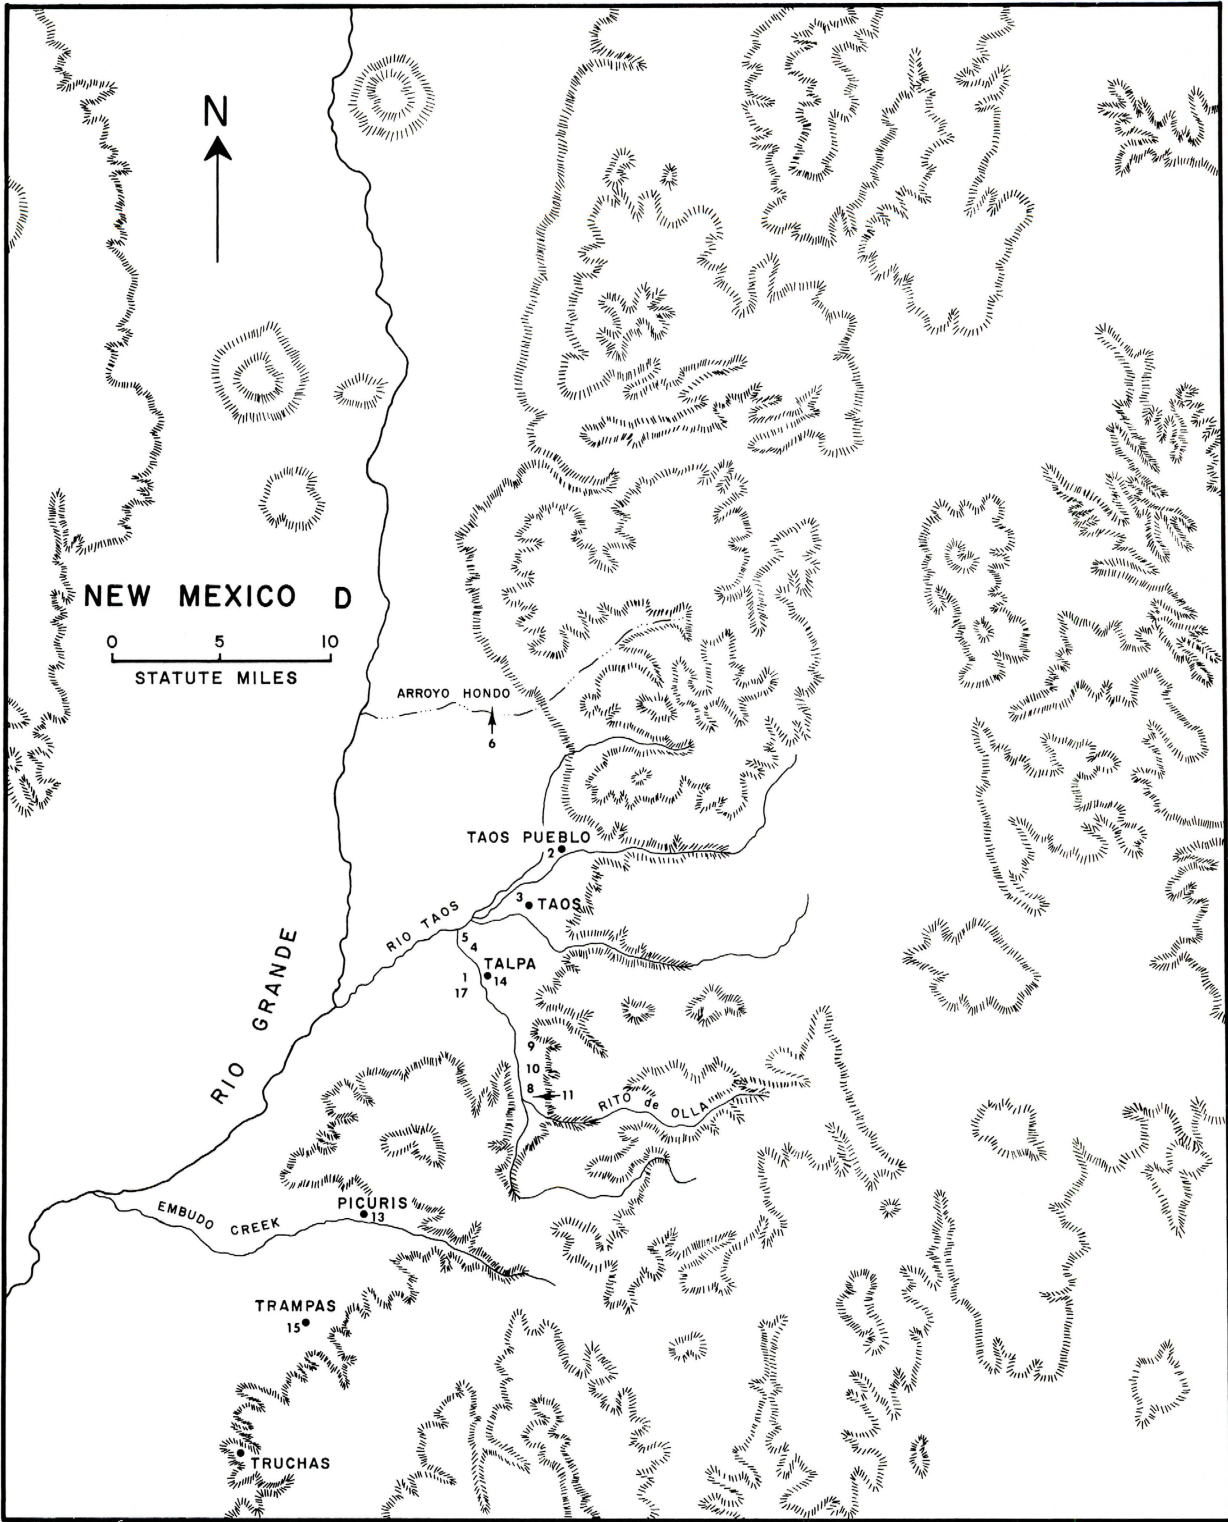 N
NEW MEXICO D
0 5 10
STATUTE MILES
ARROYO HONDO
6
TAOS PUEBLO
2
3 TAOS
RIO TAOS
5
4
TALPA
1 14
17
RIO GRANDE
9
10
8 11
RITO de OLLA
PICURIS
13
EMBUDO CREEK
TRAMPAS
15
TRUCHAS